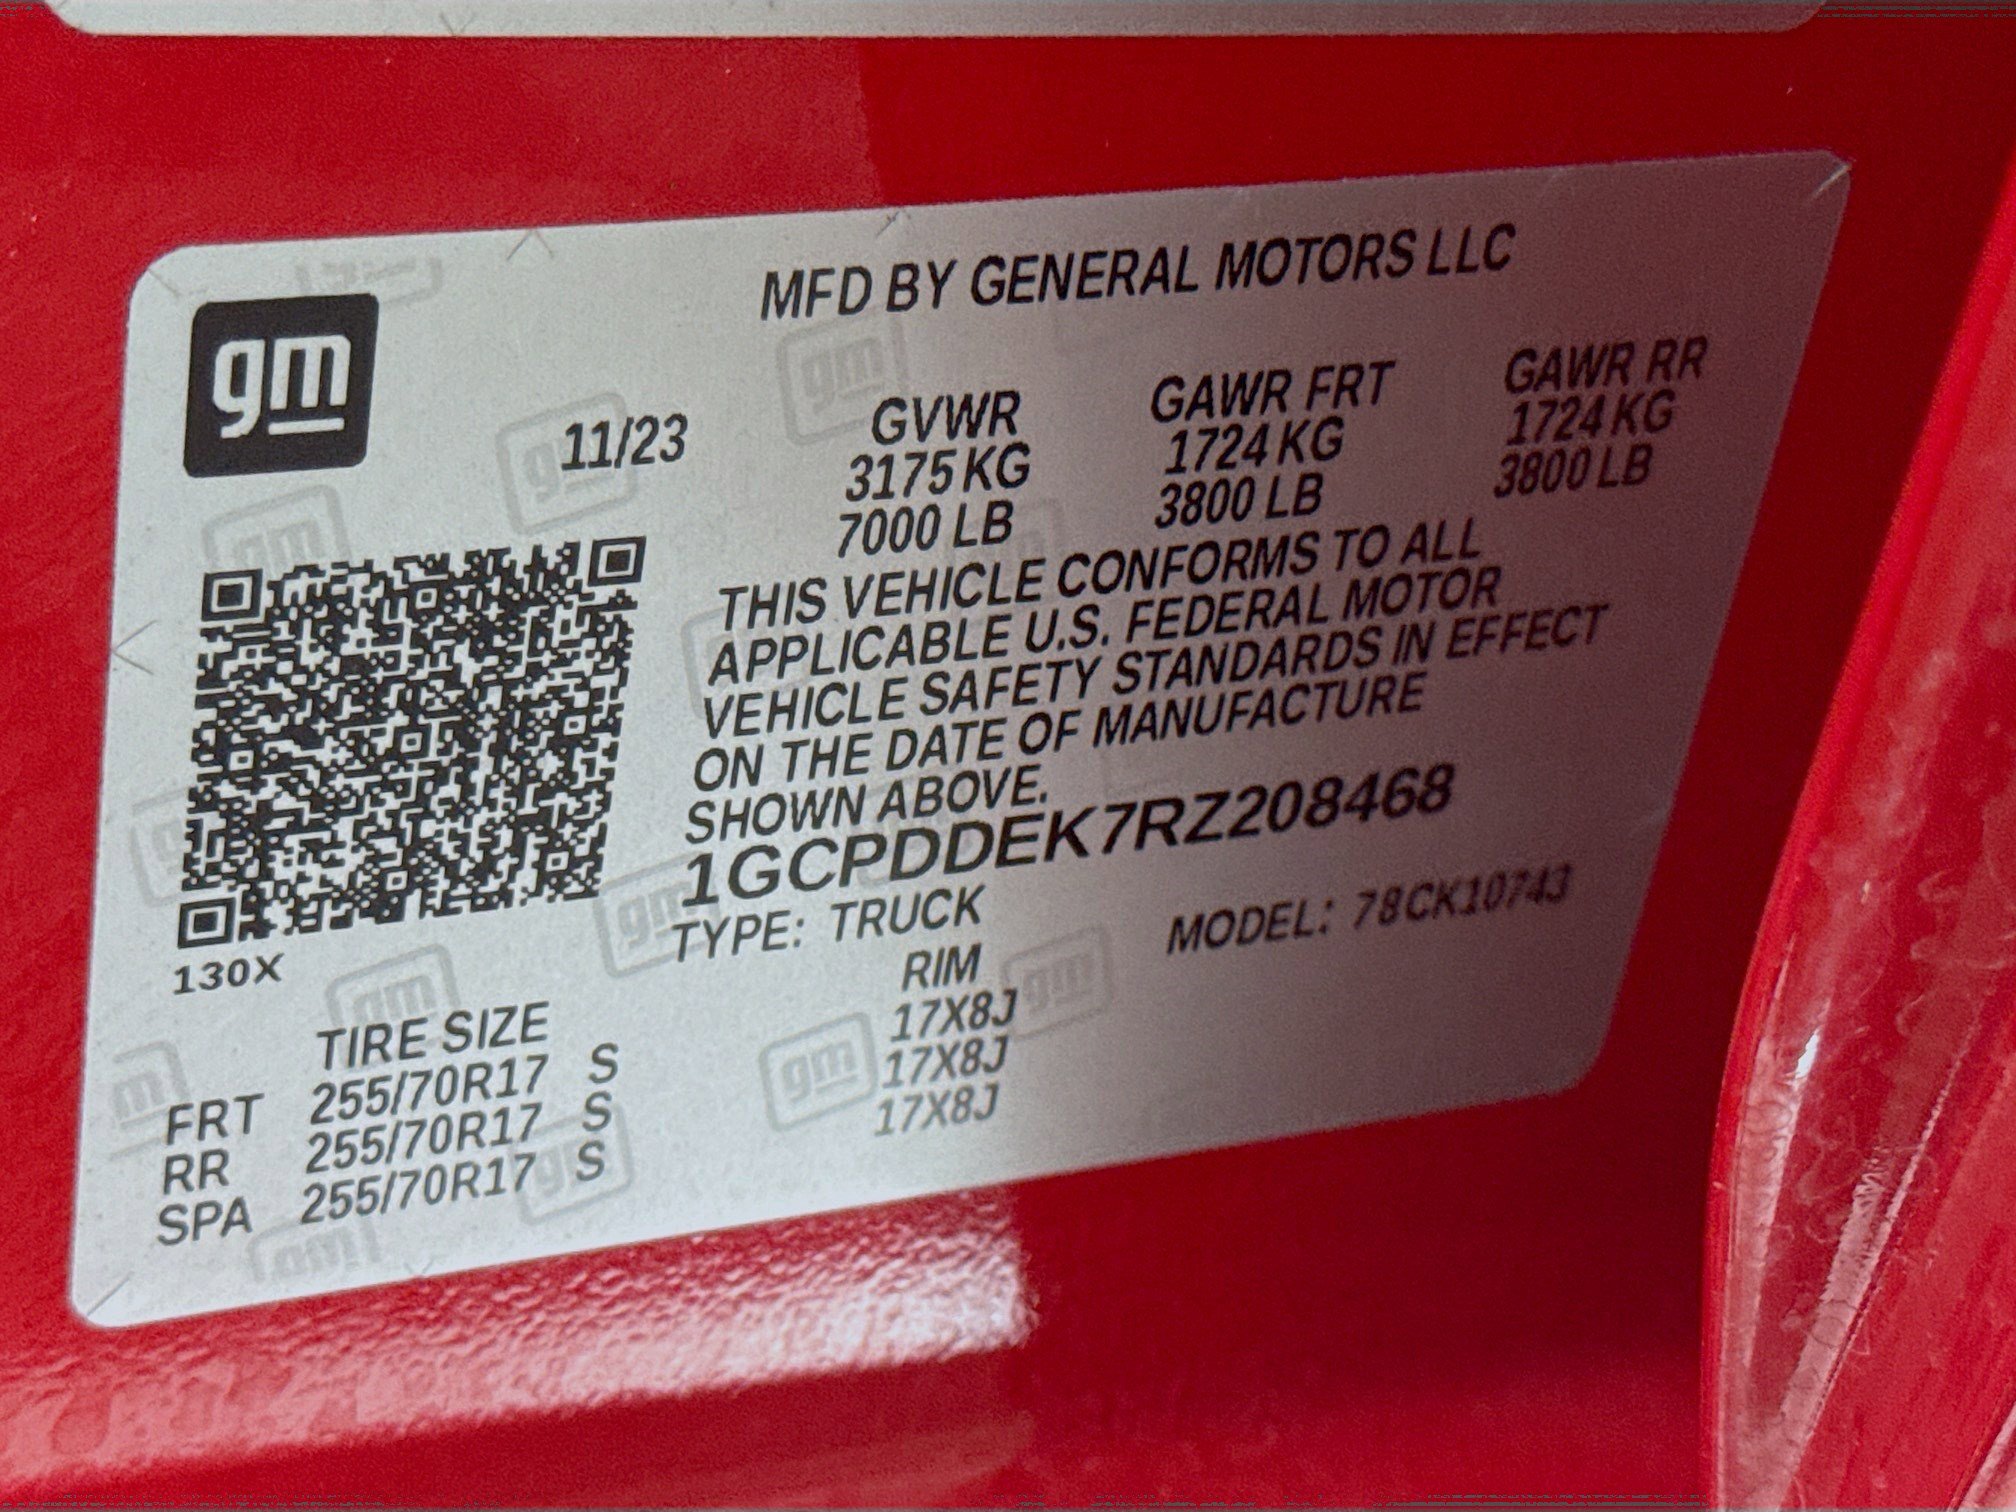 gm
MFD BY GENERAL MOTORS LLC
11/23
GVWR GAWR FRT GAWR RR
3175 KG 1724 KG 1724 KG
7000 LB 3800 LB 3800 LB
THIS VEHICLE CONFORMS TO ALL
APPLICABLE U.S. FEDERAL MOTOR
VEHICLE SAFETY STANDARDS IN EFFECT
ON THE DATE OF MANUFACTURE
SHOWN ABOVE.
1GCPDDEK7RZ208468
TYPE: TRUCK MODEL: 78CK10743
130X
TIRE SIZE RIM
FRT 255/70R17 S 17X8J
RR 255/70R17 S 17X8J
SPA 255/70R17 S 17X8J